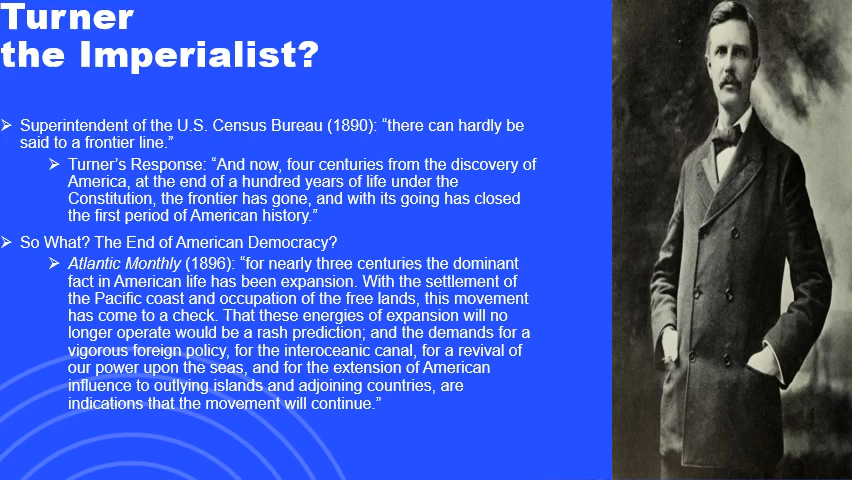 Turner
the Imperialist?
➢ Superintendent of the U.S. Census Bureau (1890): “there can hardly be
said to a frontier line.”
➢ Turner’s Response: “And now, four centuries from the discovery of
America, at the end of a hundred years of life under the
Constitution, the frontier has gone, and with its going has closed
the first period of American history.”
➢ So What? The End of American Democracy?
➢ Atlantic Monthly (1896): “for nearly three centuries the dominant
fact in American life has been expansion. With the settlement of
the Pacific coast and occupation of the free lands, this movement
has come to a check. That these energies of expansion will no
longer operate would be a rash prediction; and the demands for a
vigorous foreign policy, for the interoceanic canal, for a revival of
our power upon the seas, and for the extension of American
influence to outlying islands and adjoining countries, are
indications that the movement will continue.”